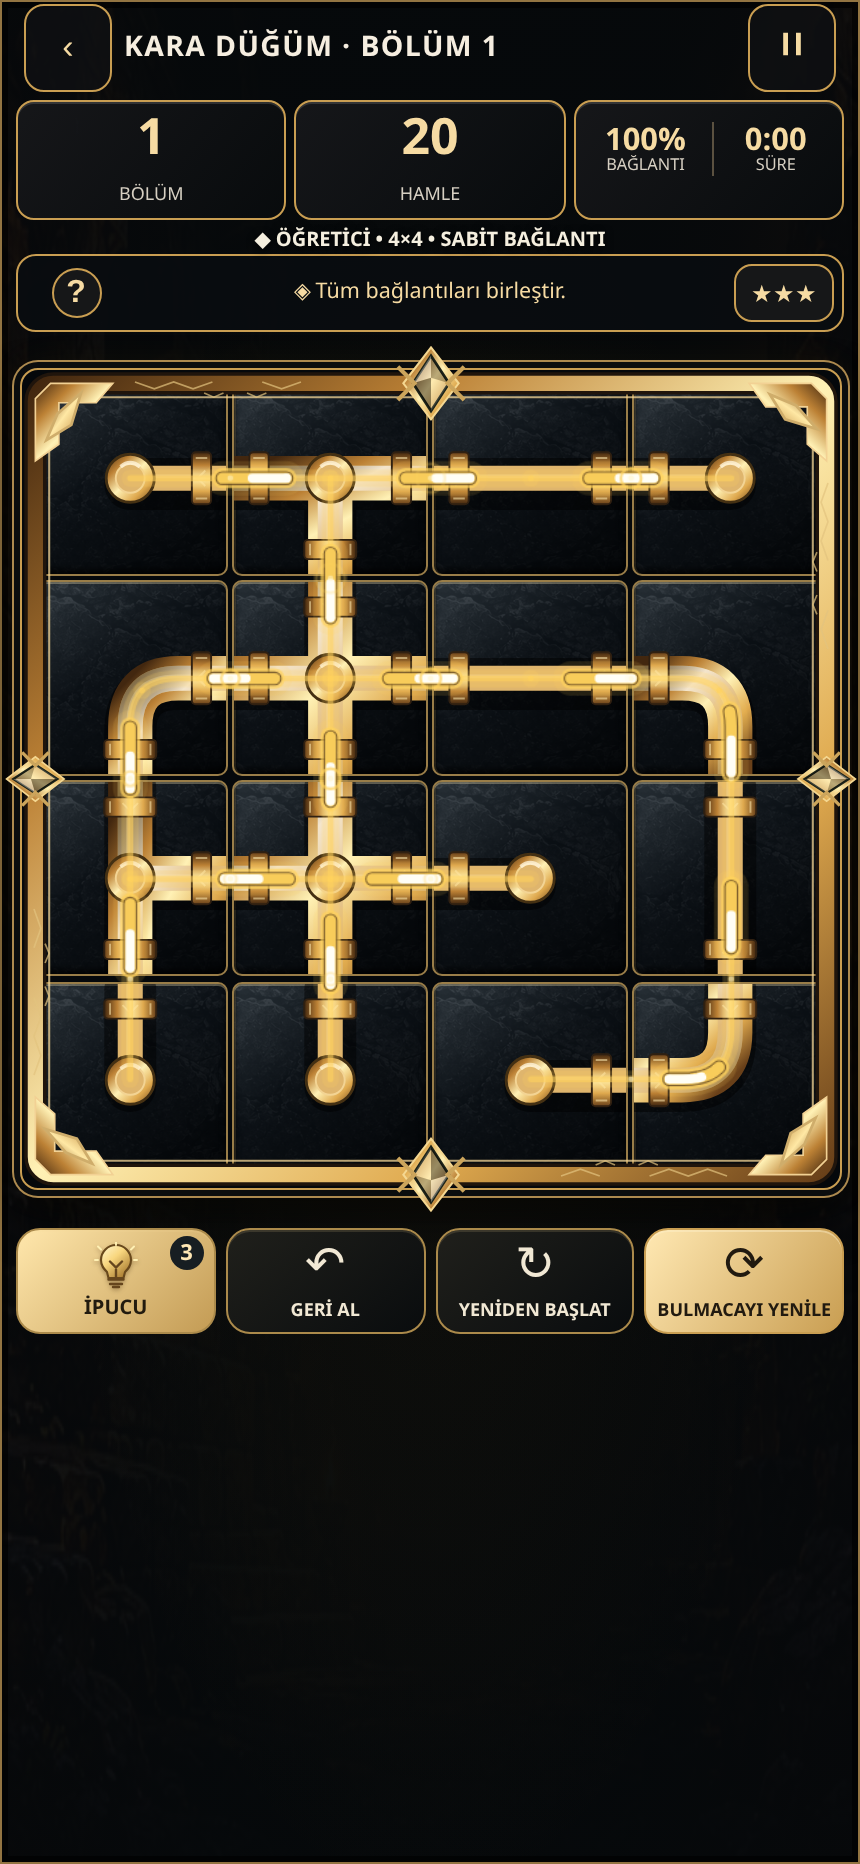 KARA DÜĞÜM · BÖLÜM 1
1
BÖLÜM
20
HAMLE
100%
BAĞLANTI
0:00
SÜRE
◆ ÖĞRETİCİ • 4×4 • SABİT BAĞLANTI
?
◈ Tüm bağlantıları birleştir.
★★★
3
İPUCU
GERİ AL
YENİDEN BAŞLAT
BULMACAYI YENİLE